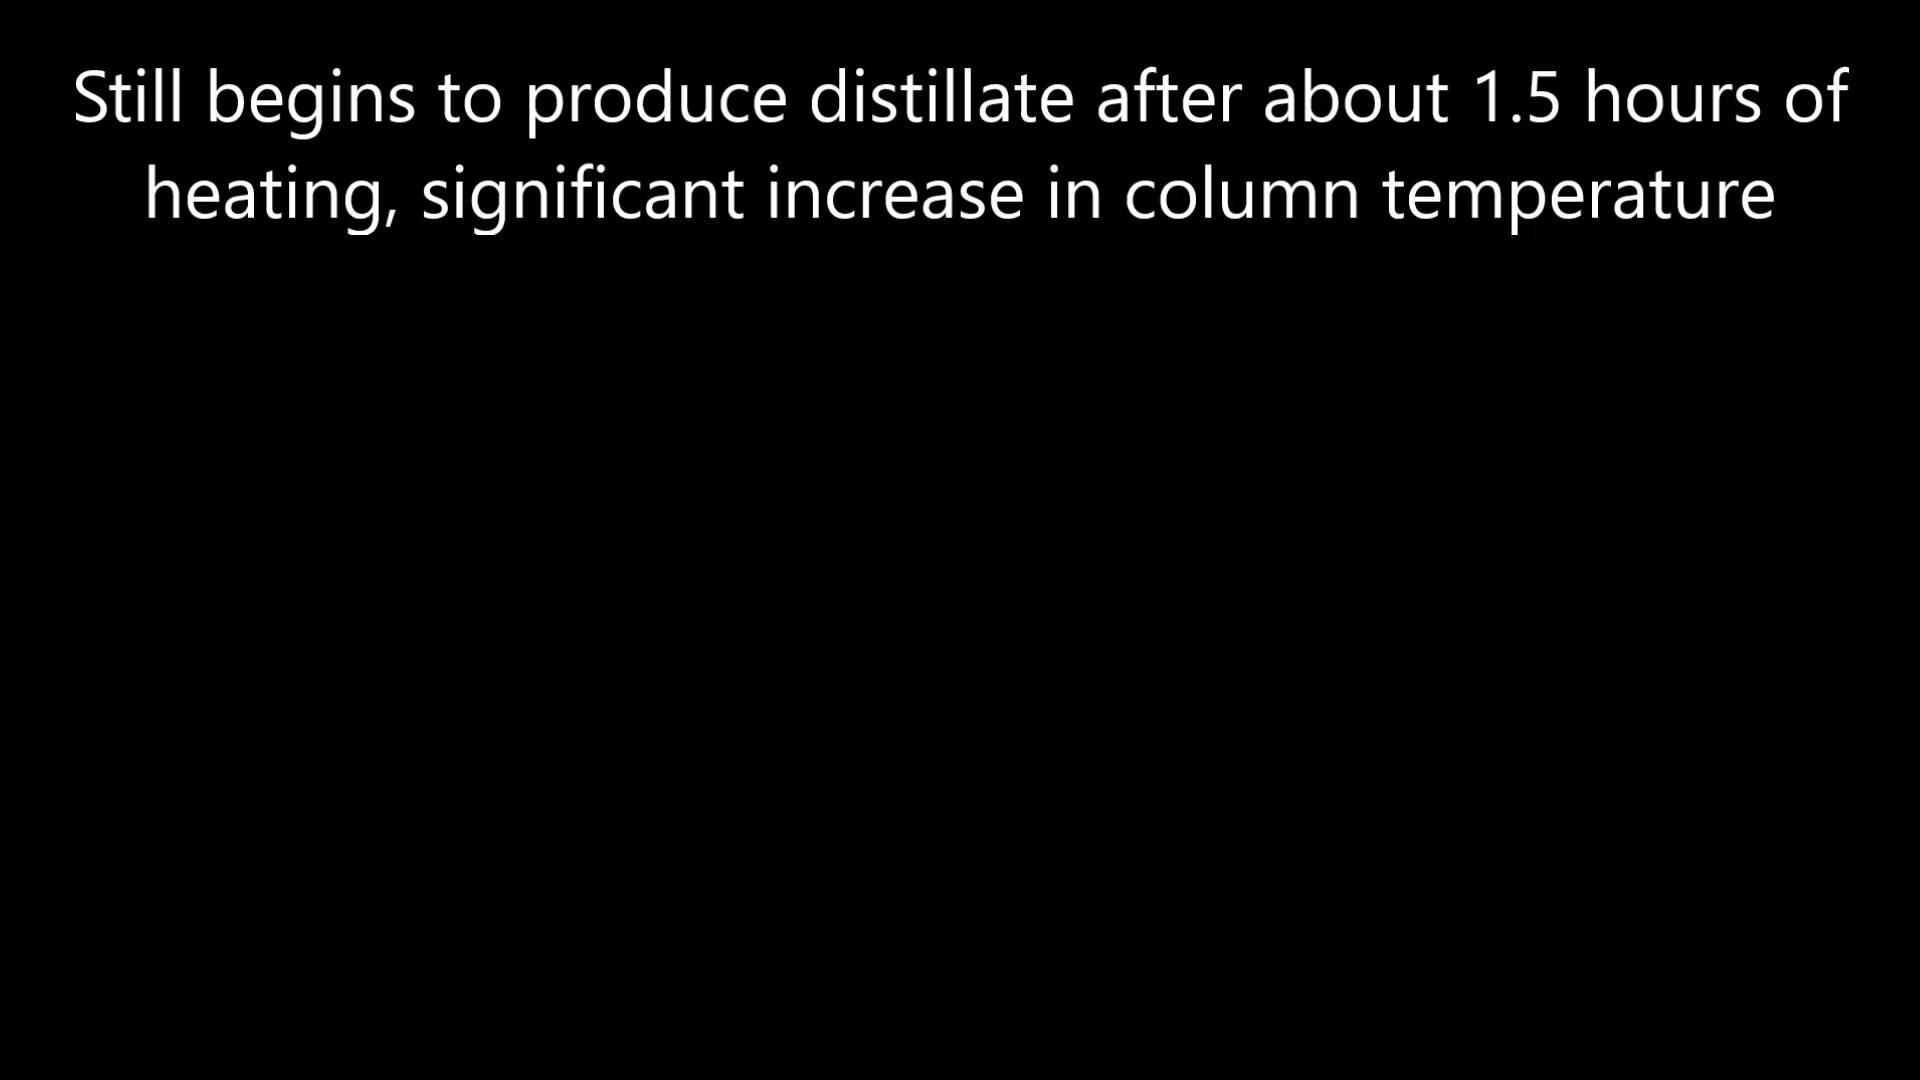 Still begins to produce distillate after about 1.5 hours of
heating, significant increase in column temperature